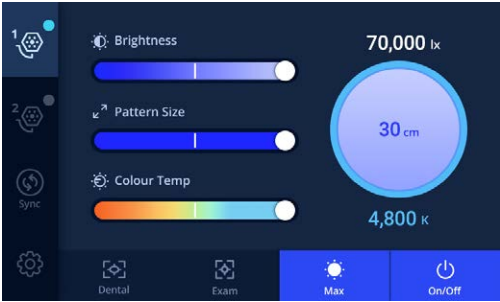 1
Brightness
70,000 lx
2
Pattern Size
30 cm
Sync
Colour Temp
4,800 K
Dental
Exam
Max
On/Off